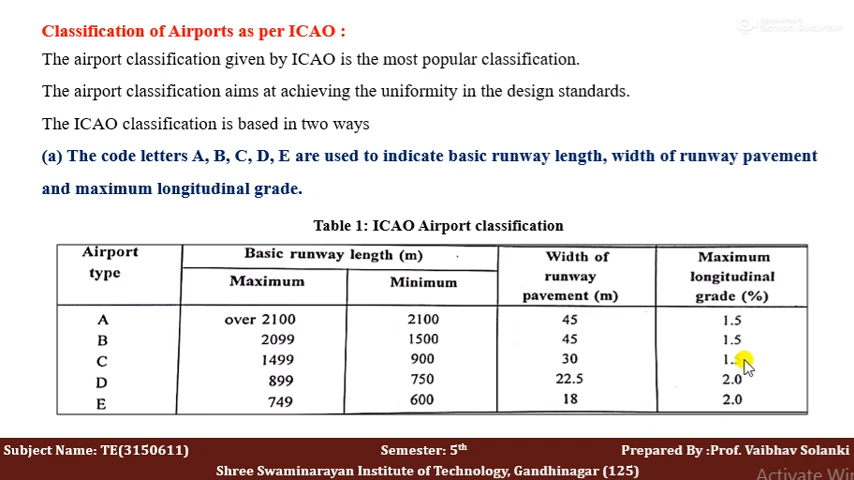 Classification of Airports as per ICAO :
The airport classification given by ICAO is the most popular classification.
The airport classification aims at achieving the uniformity in the design standards.
The ICAO classification is based in two ways
(a) The code letters A, B, C, D, E are used to indicate basic runway length, width of runway pavement
and maximum longitudinal grade.
Table 1: ICAO Airport classification
Airport type Basic runway length (m) Width of runway pavement (m) Maximum longitudinal grade (%)
Maximum Minimum
A over 2100 2100 45 1.5
B 2099 1500 45 1.5
C 1499 900 30
D 899 750 22.5 2.0
E 749 600 18 2.0
Subject Name: TE(3150611) Semester: 5th Prepared By :Prof. Vaibhav Solanki
Shree Swaminarayan Institute of Technology, Gandhinagar (125)
Activate